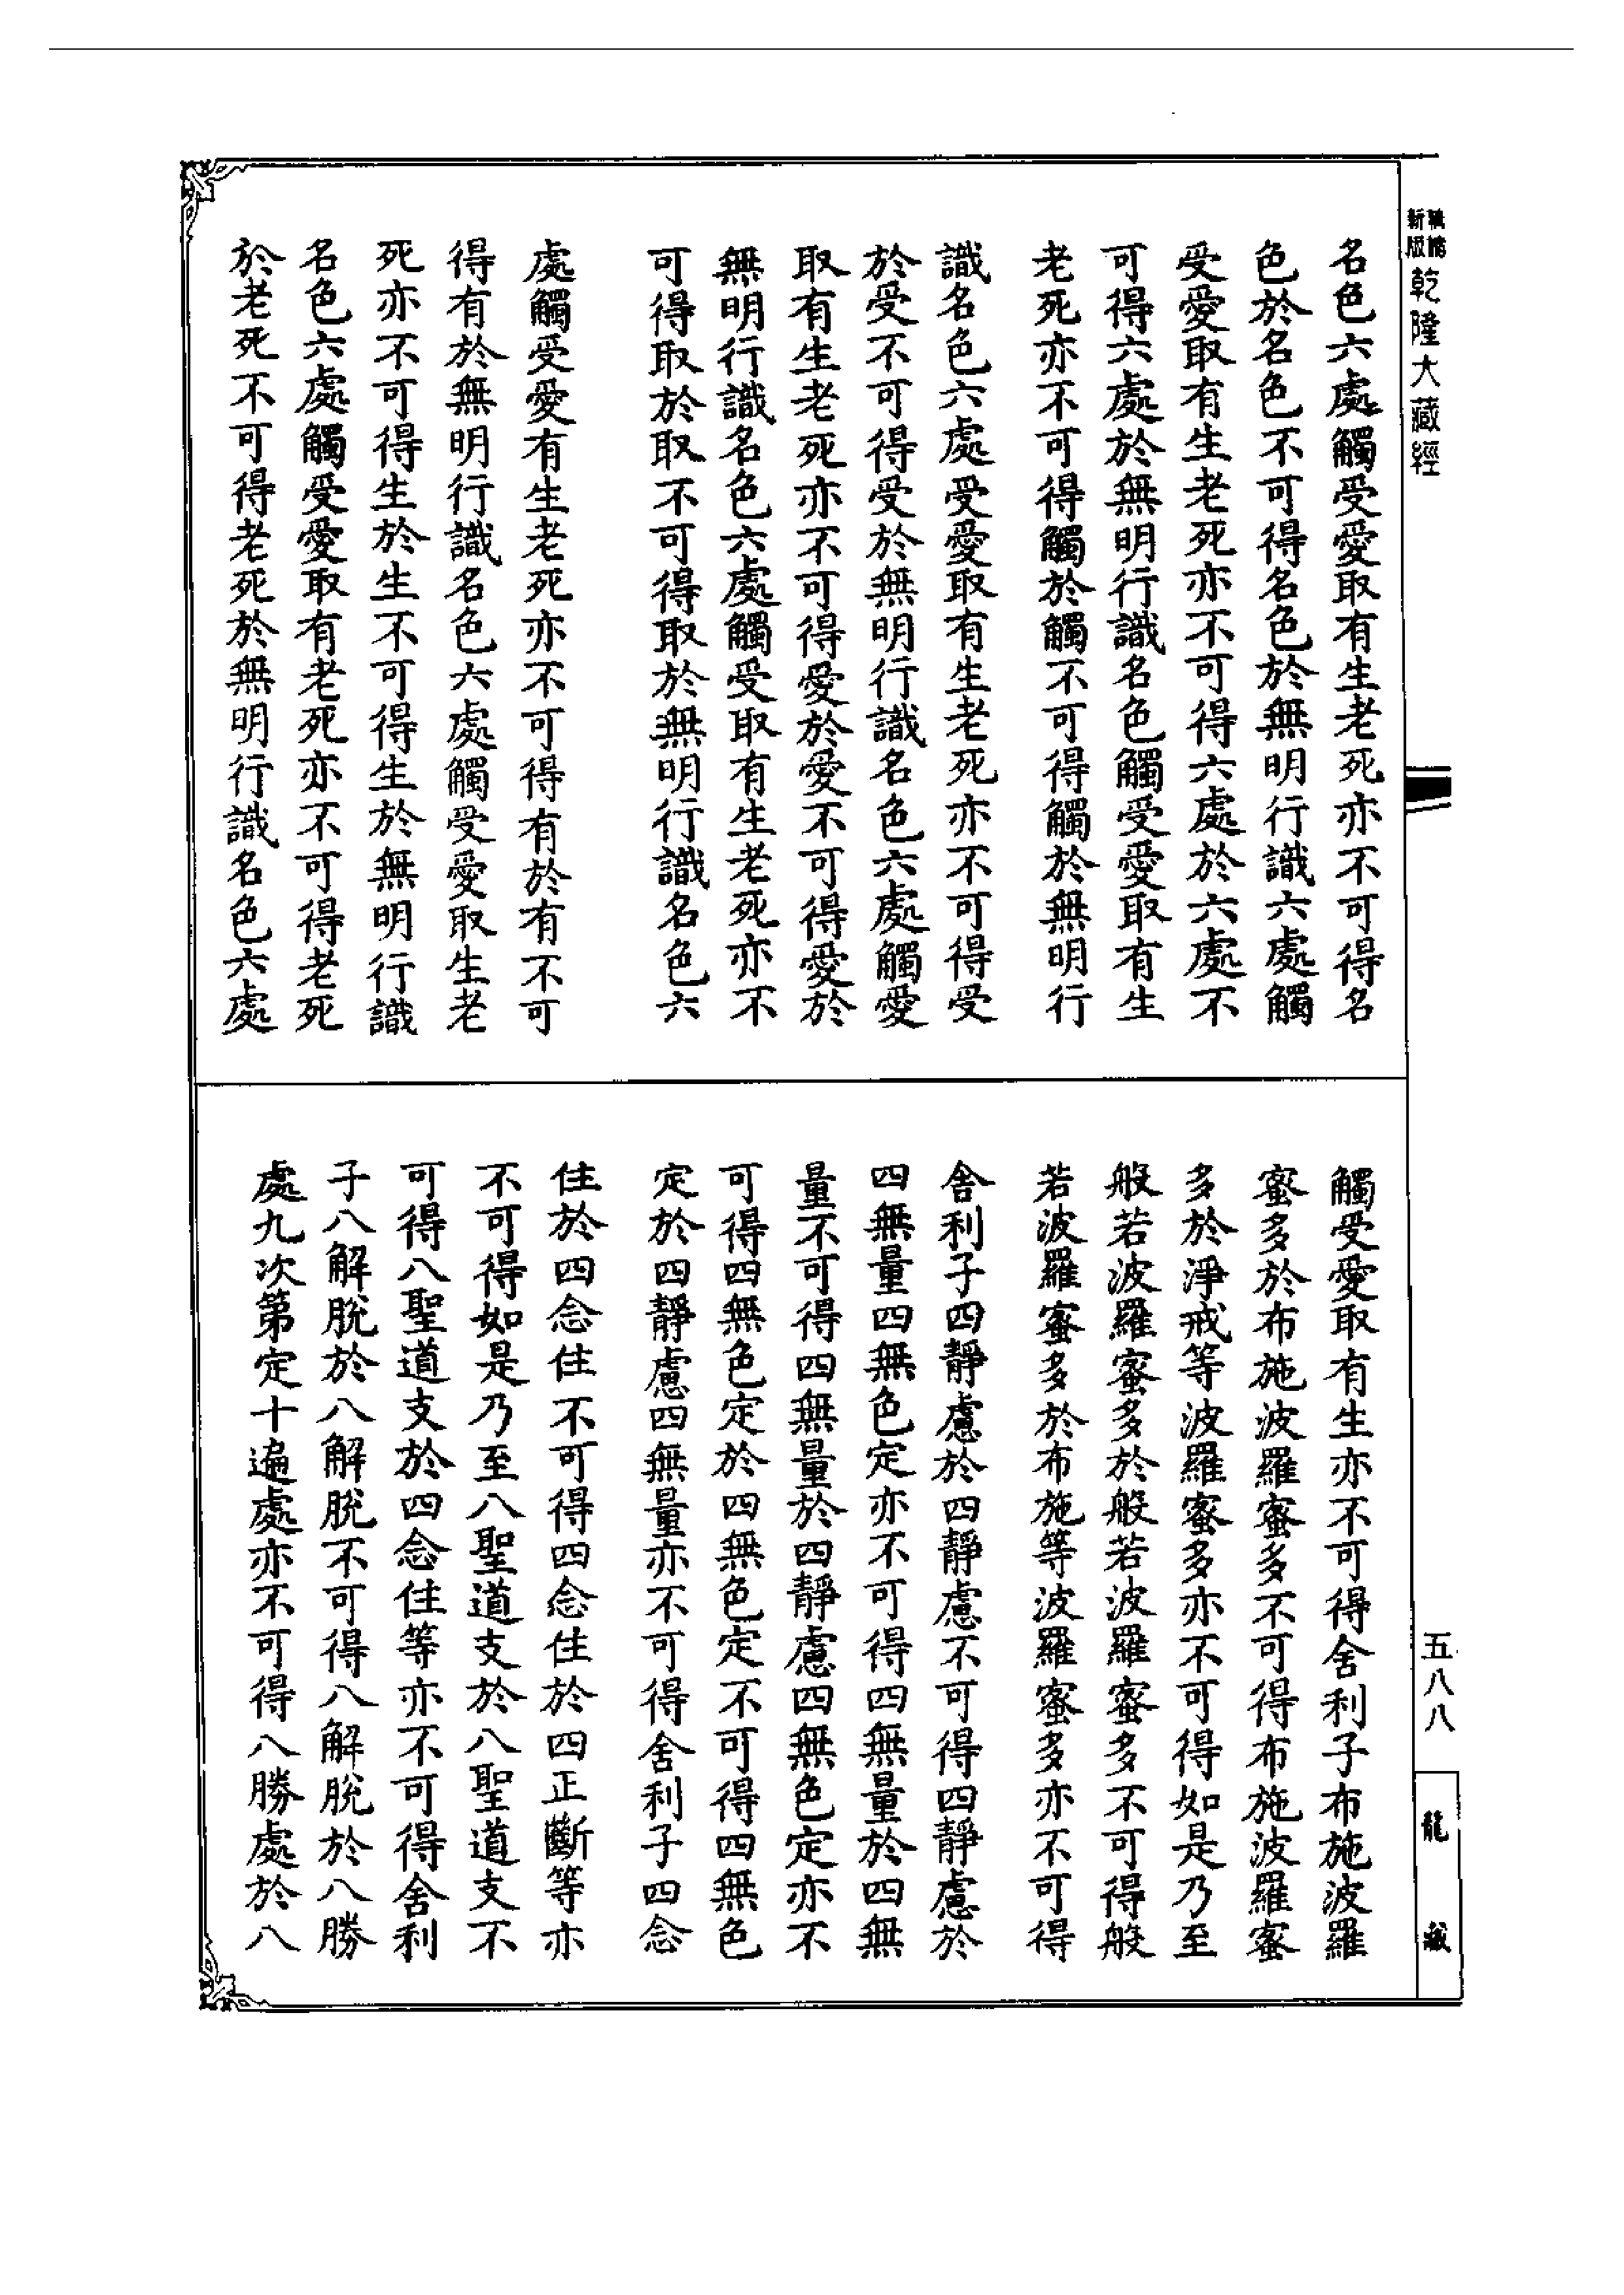 新版
乾隆大藏經
名色六處觸受愛取有生老死亦不可得名
色於名色不可得名色於無明行識六處觸
受愛取有生老死亦不可得六處於六處不
可得六處於無明行識名色觸受愛取有生
老死亦不可得觸於觸不可得觸於無明行
識名色六處受愛取有生老死亦不可得受
於受不可得受於無明行識名色六處觸愛
取有生老死亦不可得愛於愛不可得愛於
無明行識名色六處觸受取有生老死亦不
可得取於取不可得取於無明行識名色六
處觸受愛有生老死亦不可得有於有不可
得有於無明行識名色六處觸受愛取生老
死亦不可得生於生不可得生於無明行識
名色六處觸受愛取有老死亦不可得老死
於老死不可得老死於無明行識名色六處
觸受愛取有生亦不可得舍利子布施波羅
蜜多於布施波羅蜜多不可得布施波羅蜜
多於淨戒等波羅蜜多亦不可得如是乃至
般若波羅蜜多於般若波羅蜜多不可得般
若波羅蜜多於布施等波羅蜜多亦不可得
舍利子四靜慮於四靜慮不可得四靜慮於
四無量四無色定亦不可得四無量於四無
量不可得四無量於四靜慮四無色定亦不
可得四無色定於四無色定不可得四無色
定於四靜慮四無量亦不可得舍利子四念
住於四念住不可得四念住於四正斷等亦
不可得如是乃至八聖道支於八聖道支不
可得八聖道支於四念住等亦不可得舍利
子八解脫於八解脫不可得八解脫於八勝
處九次第定十遍處亦不可得八勝處於八
五八八
龍藏